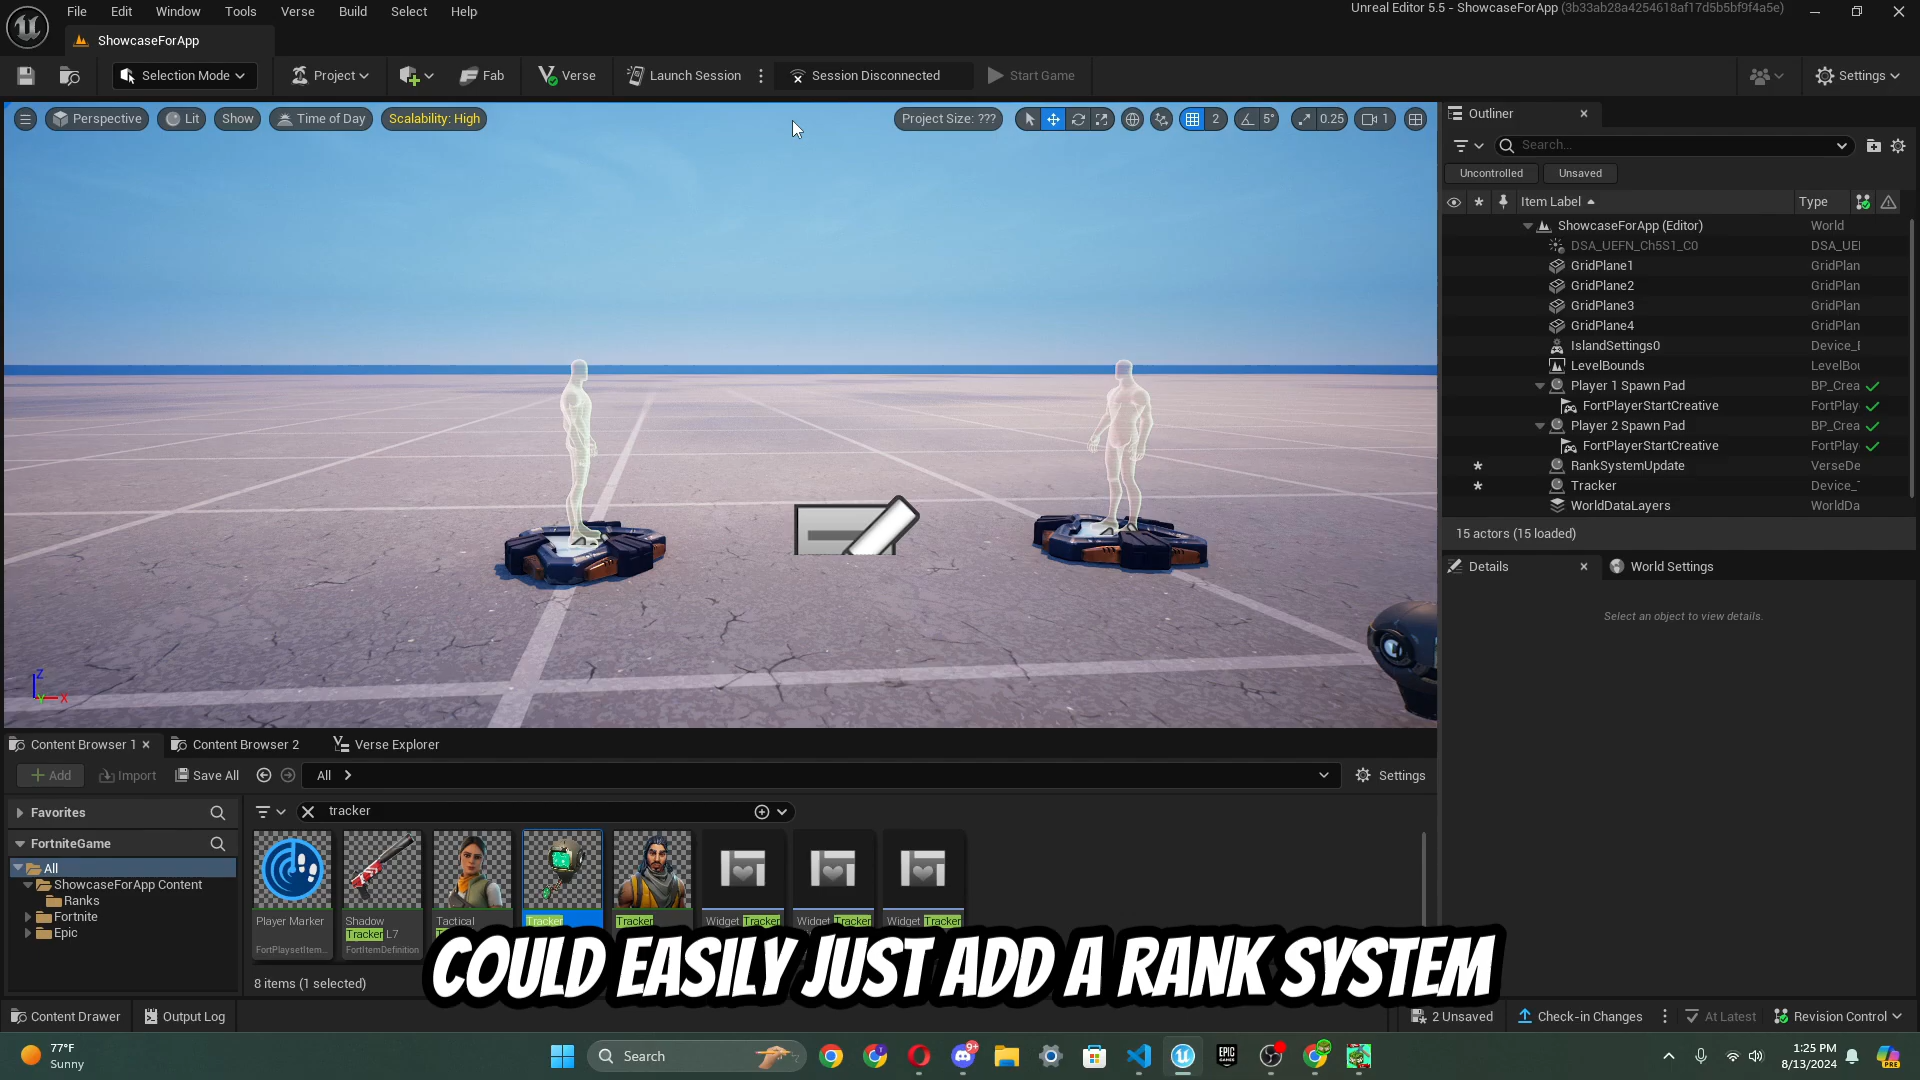 File Edit Window Tools Verse Build Select Help
Unreal Editor 5.5 - ShowcaseForApp (3b33ab28a4254618af17d5b5bf9f4a5e)
ShowcaseForApp
Selection Mode Project Fab Verse Launch Session Session Disconnected Start Game Settings
Perspective Lit Show Time of Day Scalability: High Project Size: ??? 2 5° 0.25 1
Outliner
Search...
Uncontrolled Unsaved
Item Label Type
ShowcaseForApp (Editor) World
DSA_UEFN_Ch5S1_C0 DSA_UEI
GridPlane1 GridPlan
GridPlane2 GridPlan
GridPlane3 GridPlan
GridPlane4 GridPlan
IslandSettings0 Device_I
LevelBounds LevelBou
Player 1 Spawn Pad BP_Crea
FortPlayerStartCreative FortPlay
Player 2 Spawn Pad BP_Crea
FortPlayerStartCreative FortPlay
RankSystemUpdate VerseDe
Tracker Device_
WorldDataLayers WorldDa
15 actors (15 loaded)
Details World Settings
Select an object to view details.
Z
X
Content Browser 1 Content Browser 2 Verse Explorer
Add Import Save All All Settings
Favorites
tracker
FortniteGame
All
ShowcaseForApp Content
Ranks
Fortnite
Epic
Player Marker
FortPlaysetItem...
Shadow
Tracker L7
FortItemDefinition
Tactical
Tracker
Tracker
Widget Tracker
Widget Tracker
Widget Tracker
8 items (1 selected)
COULD EASILY JUST ADD A RANK SYSTEM
Content Drawer Output Log 2 Unsaved Check-in Changes At Latest Revision Control
77°F
Sunny
Search
9+
EPIC
GAMES
1:25 PM
8/13/2024
PRE